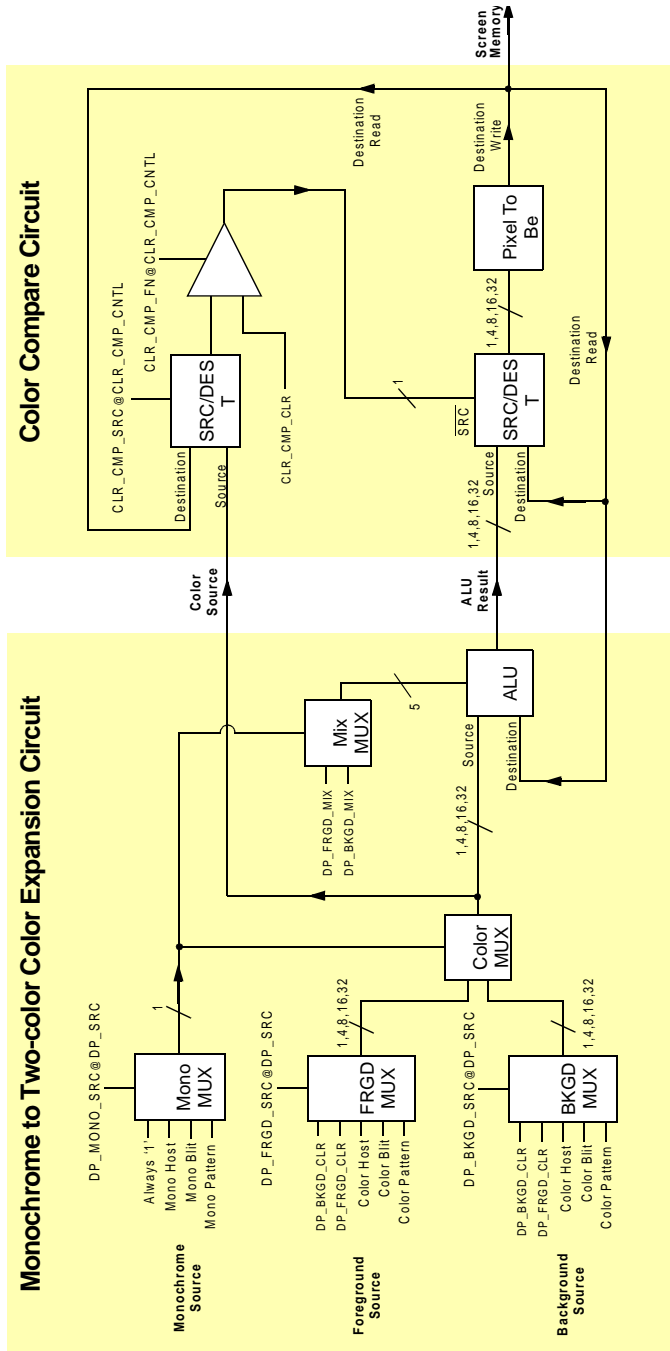 Monochrome to Two-color Color Expansion Circuit
Color Compare Circuit
DP_MONO_SRC@DP_SRC
Monochrome
Source
Always '1'
Mono Host
Mono Blit
Mono Pattern
Mono
MUX
1
DP_FRGD_SRC@DP_SRC
Foreground
Source
DP_BKGD_CLR
DP_FRGD_CLR
Color Host
Color Blit
Color Pattern
FRGD
MUX
1,4,8,16,32
DP_BKGD_SRC@DP_SRC
Background
Source
DP_BKGD_CLR
DP_FRGD_CLR
Color Host
Color Blit
Color Pattern
BKGD
MUX
1,4,8,16,32
Color
MUX
DP_FRGD_MIX
DP_BKGD_MIX
Mix
MUX
5
1,4,8,16,32
Source
Destination
ALU
Color
Source
ALU
Result
CLR_CMP_SRC@CLR_CMP_CNTL
Destination
Source
SRC/DES
T
CLR_CMP_FN@CLR_CMP_CNTL
CLR_CMP_CLR
1
SRC
1,4,8,16,32
Source
Destination
SRC/DES
T
1,4,8,16,32
Pixel To
Be
Destination
Read
Destination
Write
Destination
Read
Screen
Memory